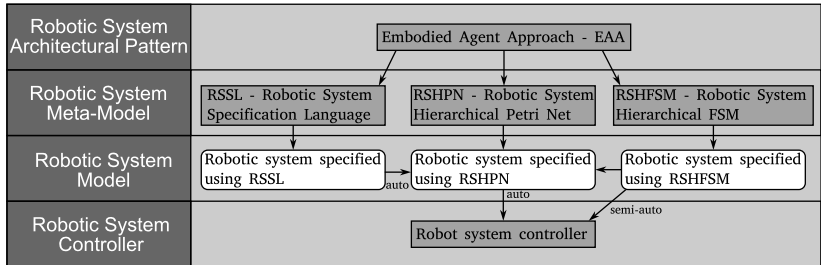 Robotic System
Architectural Pattern
Embodied Agent Approach - EAA
Robotic System
Meta-Model
RSSL - Robotic System
Specification Language
RSHPN - Robotic System
Hierarchical Petri Net
RSHFSM - Robotic System
Hierarchical FSM
Robotic System
Model
Robotic system specified
using RSSL
auto
Robotic system specified
using RSHPN
auto
Robotic system specified
using RSHFSM
semi-auto
Robotic System
Controller
Robot system controller